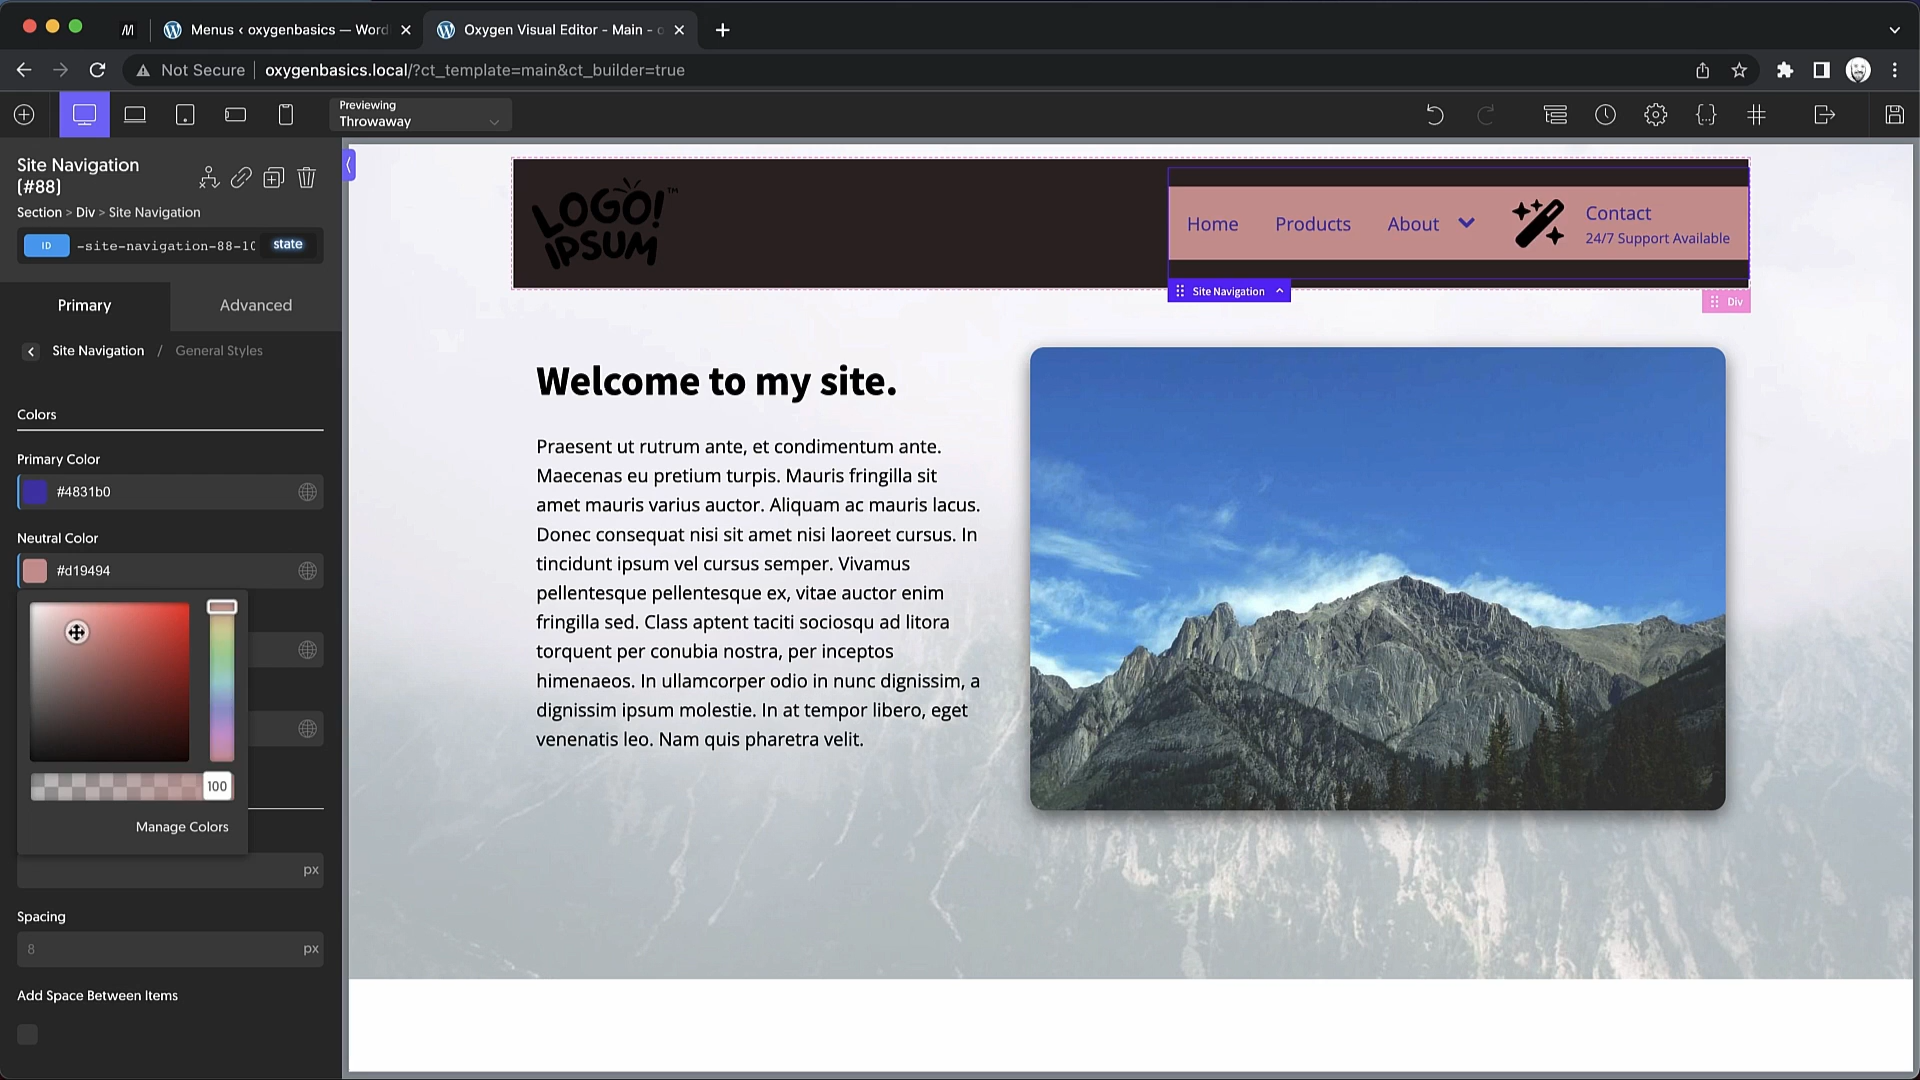 Menus ‹ oxygenbasics — Word
Oxygen Visual Editor - Main - o
Not Secure
oxygenbasics.local/?ct_template=main&ct_builder=true
Previewing
Throwaway
Site Navigation
(#88)
Section > Div > Site Navigation
ID
-site-navigation-88-10
state
Primary
Advanced
Site Navigation / General Styles
Colors
Primary Color
#4831b0
Neutral Color
#d19494
100
Manage Colors
px
Spacing
8
px
Add Space Between Items
LOGO!™
IPSUM
Home
Products
About
Contact
24/7 Support Available
Site Navigation
Div
Welcome to my site.
Praesent ut rutrum ante, et condimentum ante.
Maecenas eu pretium turpis. Mauris fringilla sit
amet mauris varius auctor. Aliquam ac mauris lacus.
Donec consequat nisi sit amet nisi laoreet cursus. In
tincidunt ipsum vel cursus semper. Vivamus
pellentesque pellentesque ex, vitae auctor enim
fringilla sed. Class aptent taciti sociosqu ad litora
torquent per conubia nostra, per inceptos
himenaeos. In ullamcorper odio in nunc dignissim, a
dignissim ipsum molestie. In at tempor libero, eget
venenatis leo. Nam quis pharetra velit.